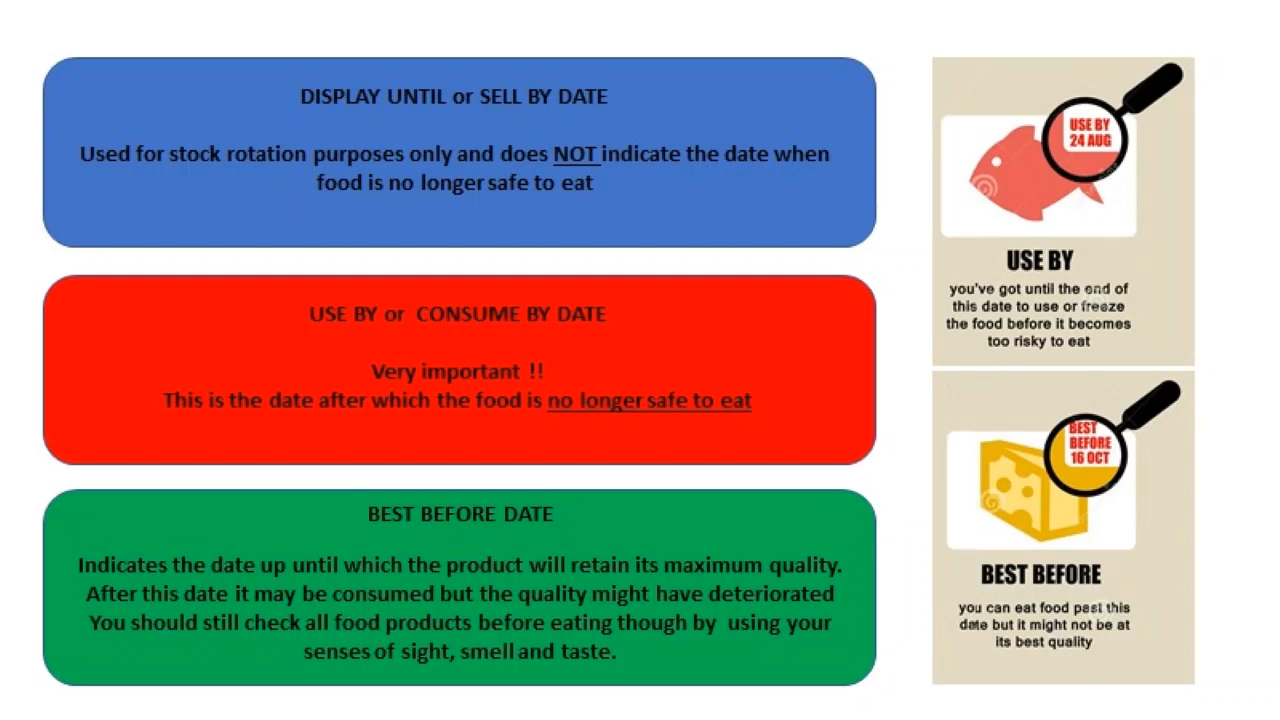 DISPLAY UNTIL or SELL BY DATE
Used for stock rotation purposes only and does NOT indicate the date when
food is no longer safe to eat
USE BY or CONSUME BY DATE
Very important !!
This is the date after which the food is no longer safe to eat
BEST BEFORE DATE
Indicates the date up until which the product will retain its maximum quality.
After this date it may be consumed but the quality might have deteriorated
You should still check all food products before eating though by using your
senses of sight, smell and taste.
USE BY
24 AUG
USE BY
you've got until the end of
this date to use or freeze
the food before it becomes
too risky to eat
BEST
BEFORE
16 OCT
BEST BEFORE
you can eat food past this
date but it might not be at
its best quality